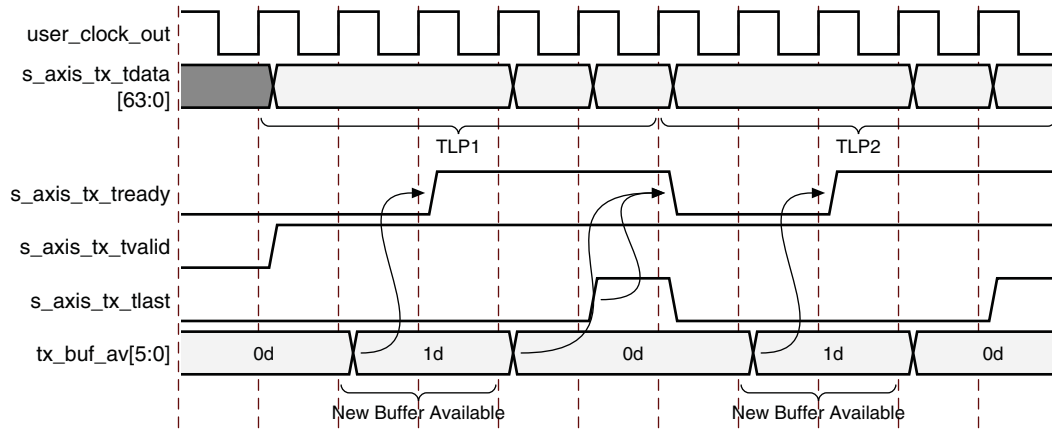 user_clock_out
s_axis_tx_tdata
[63:0]
TLP1
TLP2
s_axis_tx_tready
s_axis_tx_tvalid
s_axis_tx_tlast
tx_buf_av[5:0]
0d
1d
0d
1d
0d
New Buffer Available
New Buffer Available